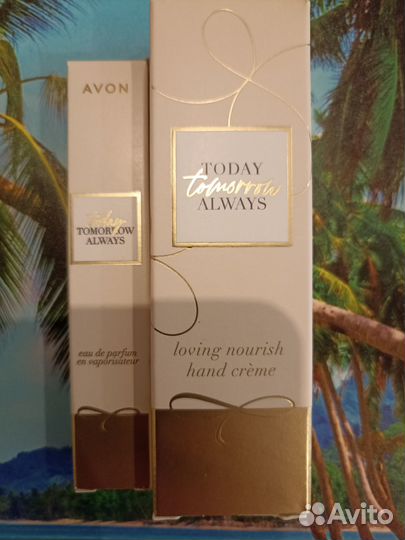 AVON
today
TOMORROW
ALWAYS
eau de parfum
en vaporisateur
TODAY
tomorrow
ALWAYS
loving nourish
hand crème
Avito